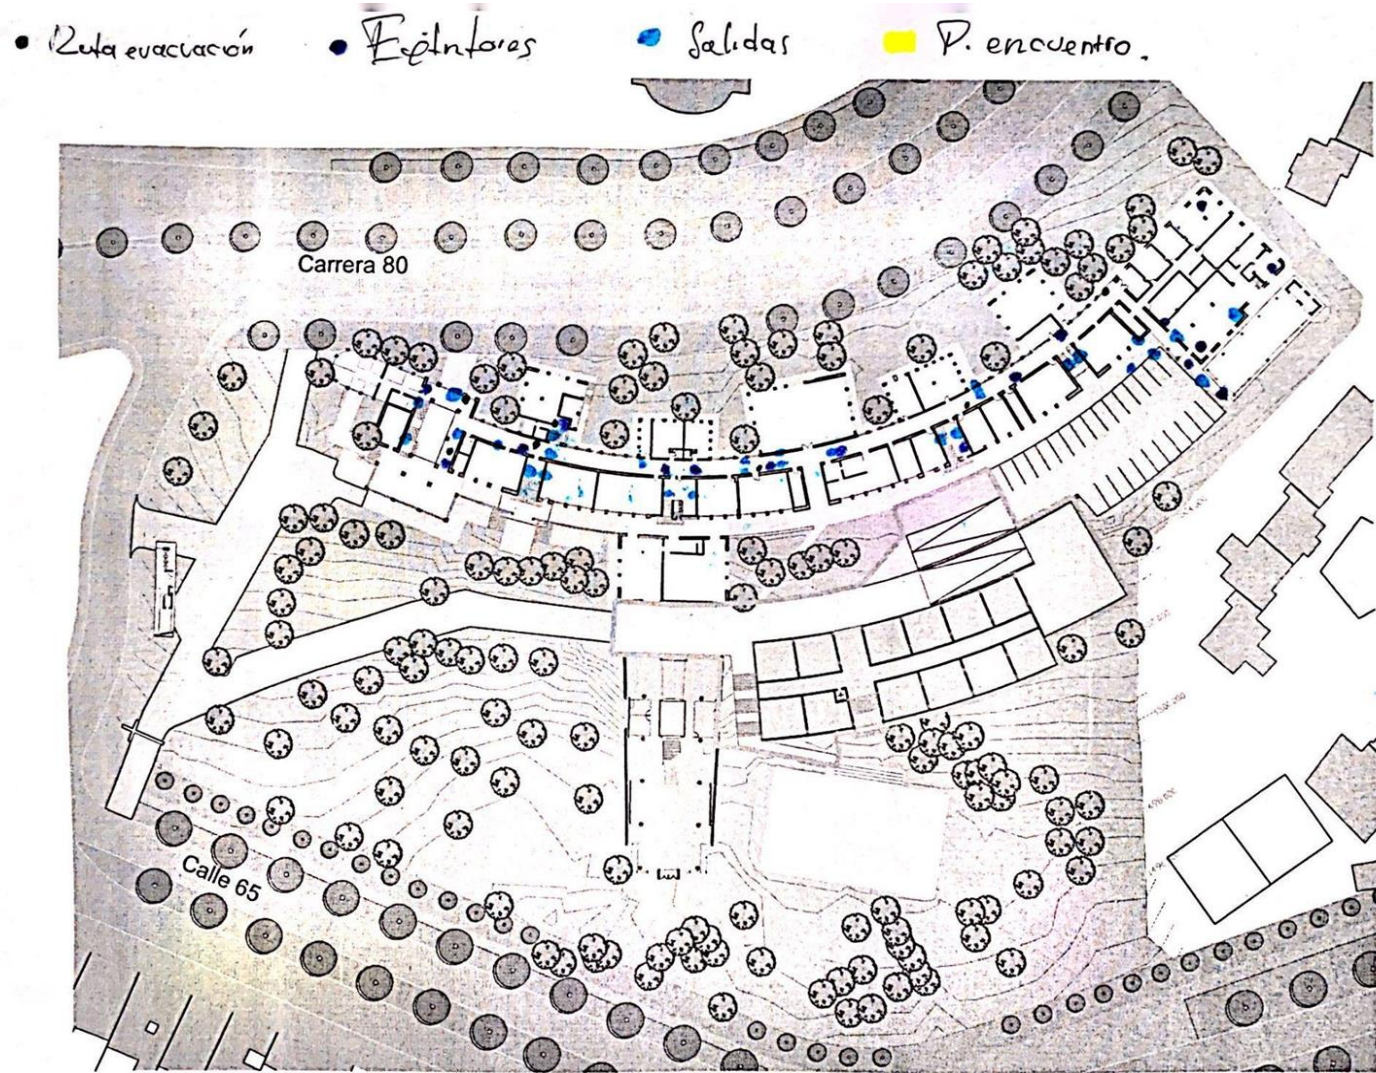 Ruta evacuación
Extintores
Salidas
P. encuentro.
Carrera 80
Calle 65